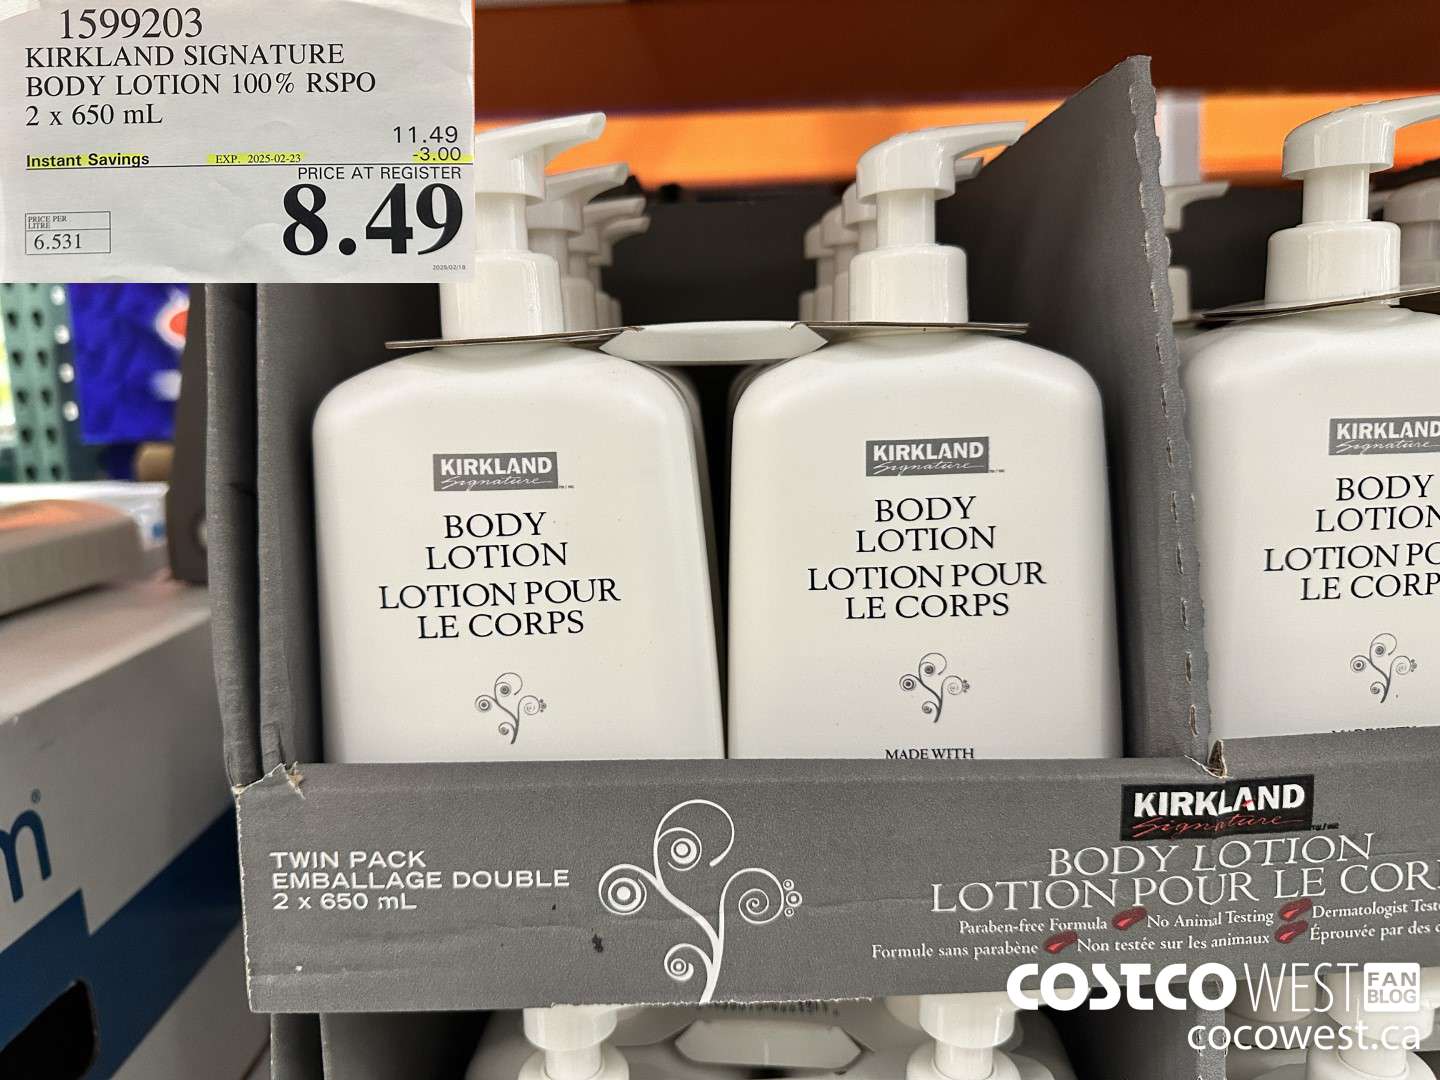 1599203
KIRKLAND SIGNATURE
BODY LOTION 100% RSPO
2 x 650 mL
11.49
Instant Savings EXP. 2025-02-23 -3.00
PRICE AT REGISTER
8.49
PRICE PER
LITRE
6.531
2025/02/18
KIRKLAND
Signature
BODY
LOTION
LOTION POUR
LE CORPS
KIRKLAND
Signature
BODY
LOTION
LOTION POUR
LE CORPS
MADE WITH
KIRKLAND
Signature
BODY
LOTION
LOTION PO
LE CORP
m
TWIN PACK
EMBALLAGE DOUBLE
2 x 650 mL
KIRKLAND
Signature
BODY LOTION
LOTION POUR LE COR
Paraben-free Formula No Animal Testing Dermatologist Teste
Formule sans parabène Non testée sur les animaux Éprouvée par des
COSTCO WEST FAN BLOG
cocowest.ca